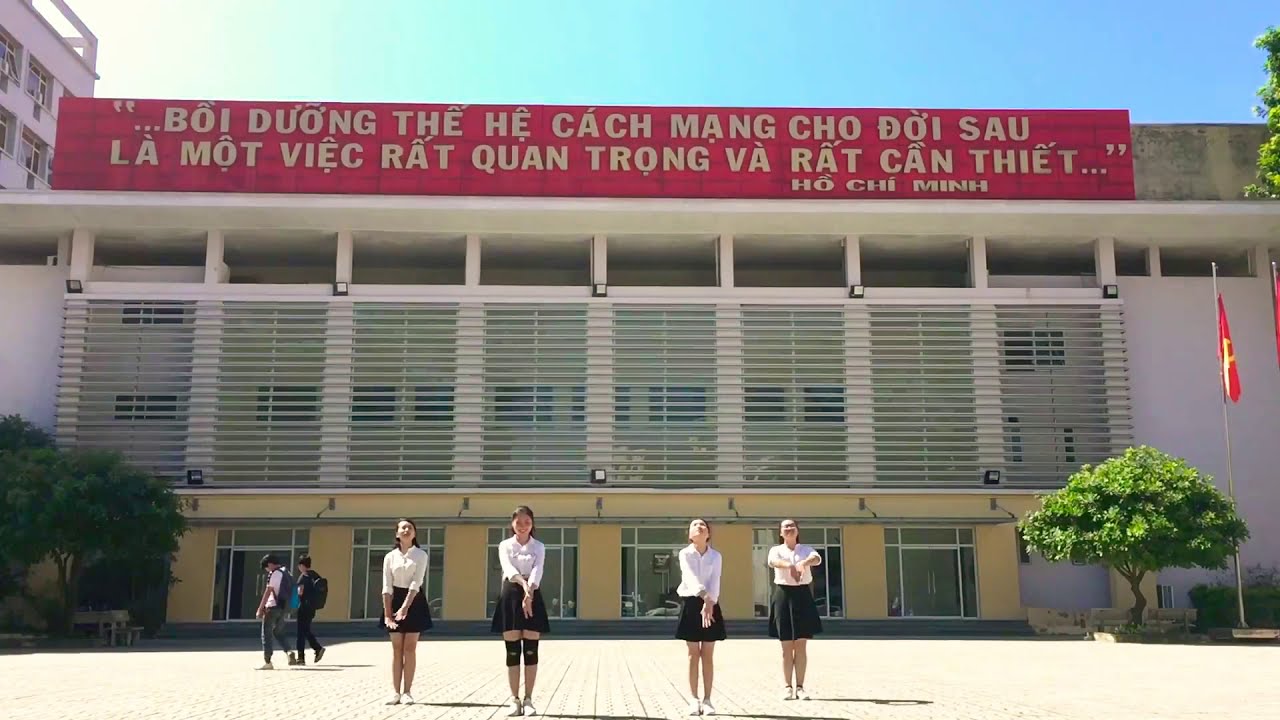 “...BỒI DƯỠNG THẾ HỆ CÁCH MẠNG CHO ĐỜI SAU
LÀ MỘT VIỆC RẤT QUAN TRỌNG VÀ RẤT CẦN THIẾT...”
HỒ CHÍ MINH